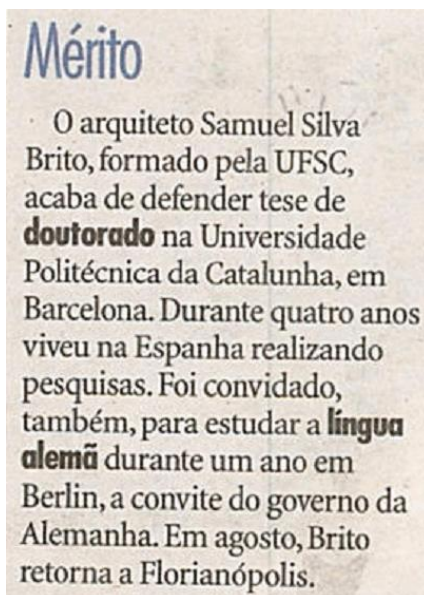 Mérito
O arquiteto Samuel Silva
Brito, formado pela UFSC,
acaba de defender tese de
doutorado na Universidade
Politécnica da Catalunha, em
Barcelona. Durante quatro anos
viveu na Espanha realizando
pesquisas. Foi convidado,
também, para estudar a língua
alemã durante um ano em
Berlin, a convite do governo da
Alemanha. Em agosto, Brito
retorna a Florianópolis.